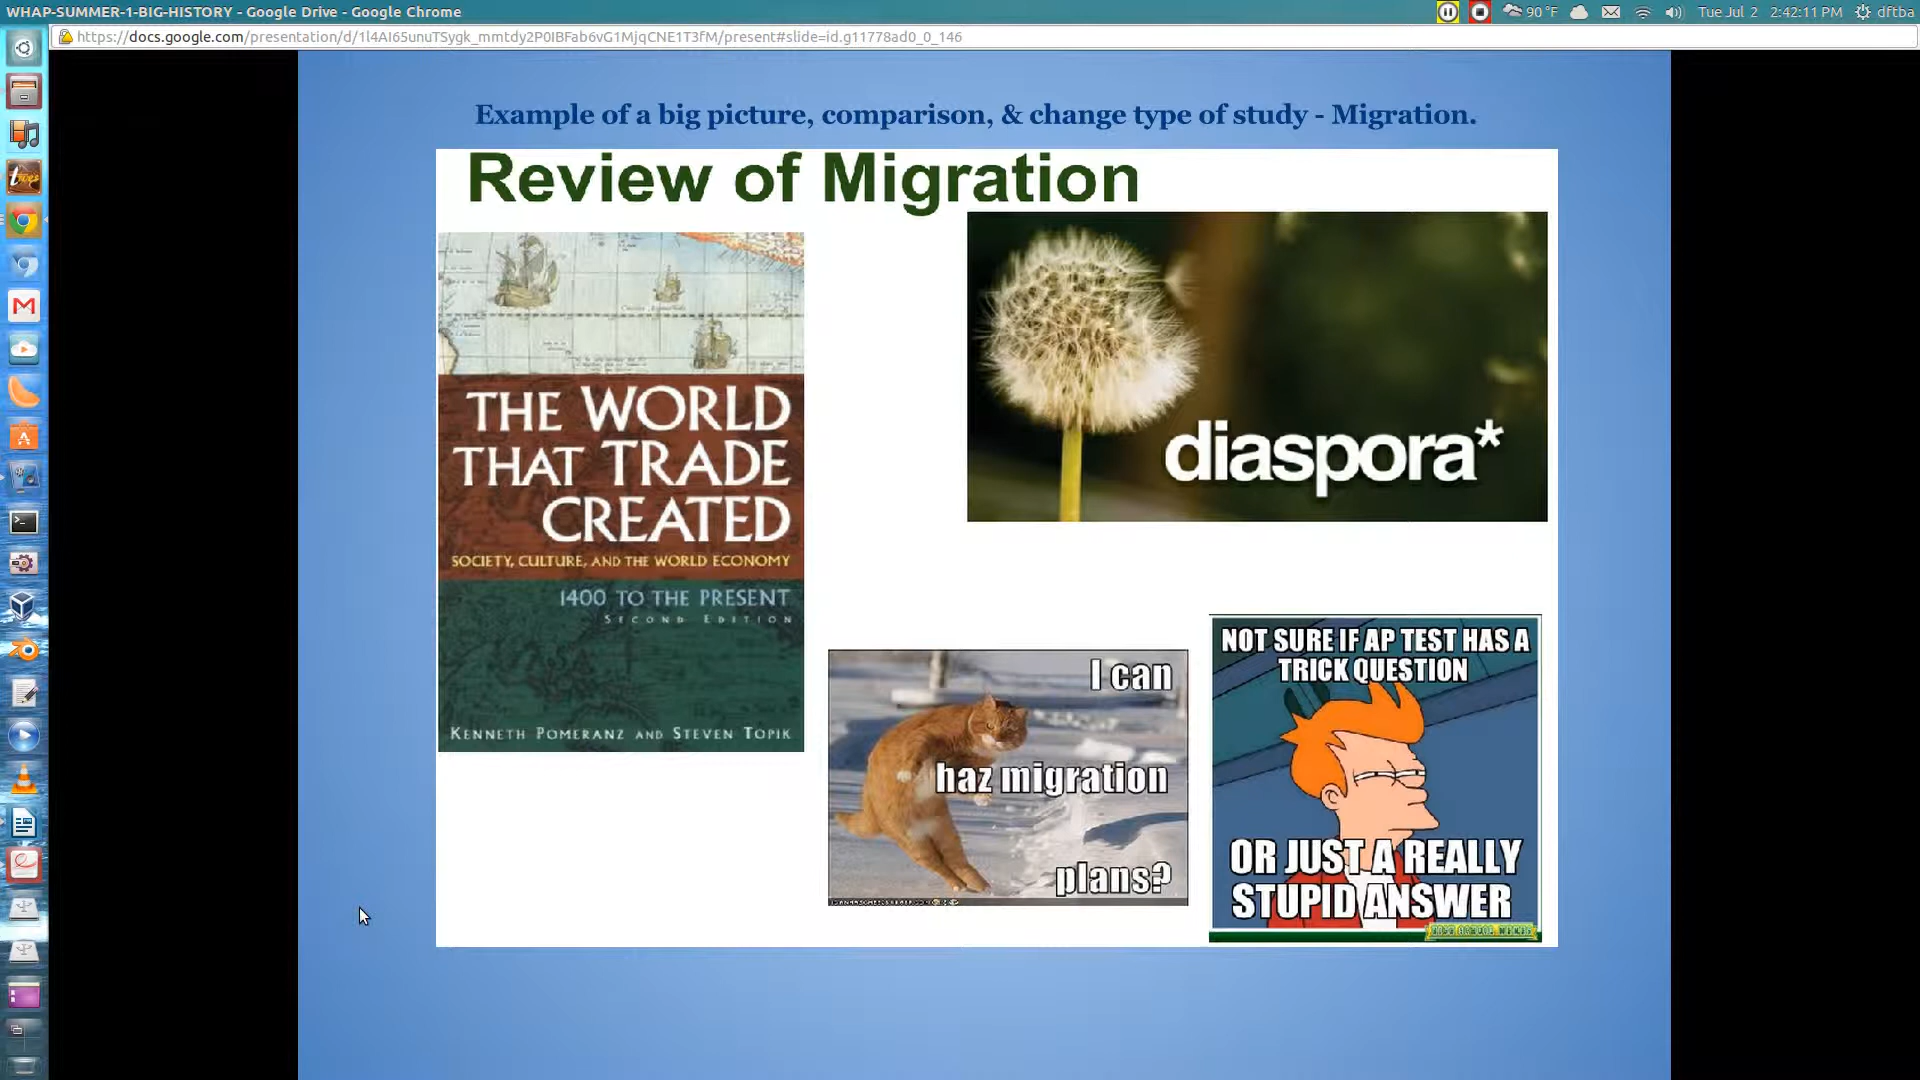 WHAP-SUMMER-1-BIG-HISTORY - Google Drive - Google Chrome
90 °F
Tue Jul 2
2:42:11 PM
dftba
https://docs.google.com/presentation/d/1l4AI65unuTSygk_mmtdy2P0IBFab6vG1MjqCNE1T3fM/present#slide=id.g11778ad0_0_146
Example of a big picture, comparison, & change type of study - Migration.
Review of Migration
THE WORLD
THAT TRADE
CREATED
SOCIETY, CULTURE, AND THE WORLD ECONOMY
1400 TO THE PRESENT
SECOND EDITION
KENNETH POMERANZ AND STEVEN TOPIK
diaspora*
I can
haz migration
plans?
NOT SURE IF AP TEST HAS A
TRICK QUESTION
OR JUST A REALLY
STUPID ANSWER
HIGH SCHOOL MEMES